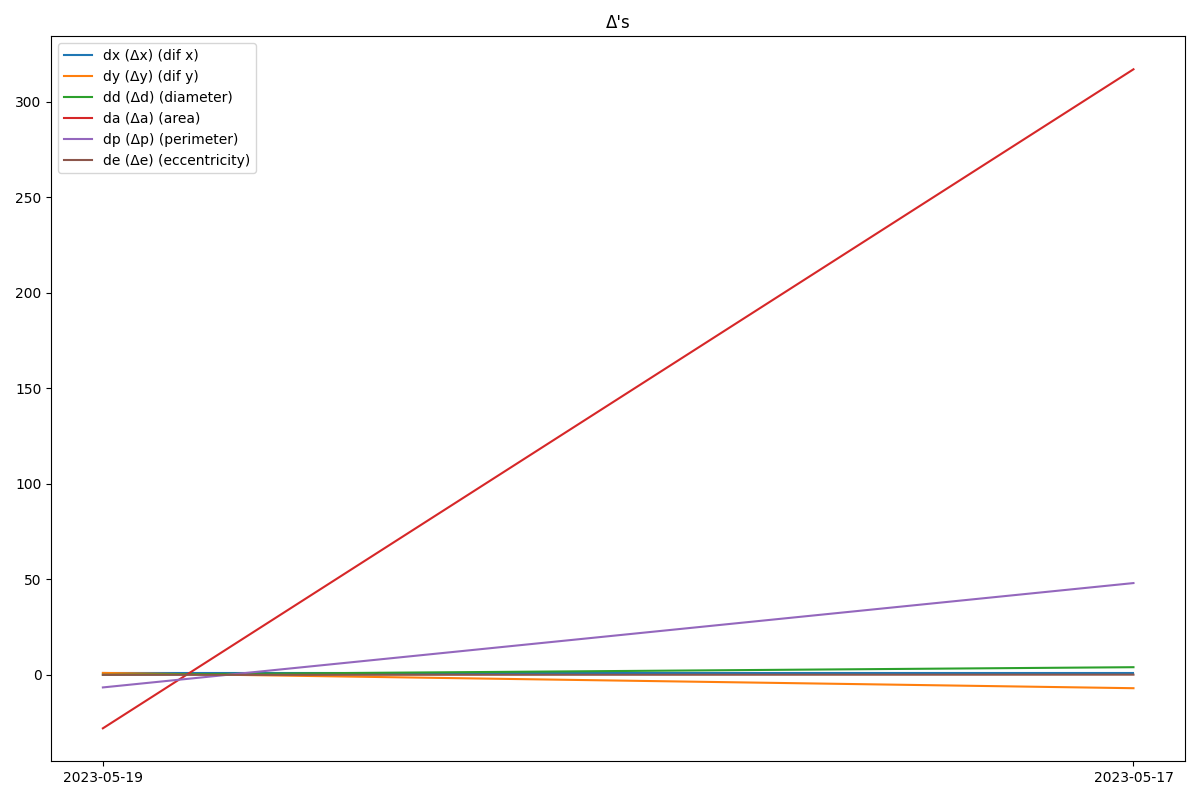 Δ's
dx (Δx) (dif x)
dy (Δy) (dif y)
dd (Δd) (diameter)
da (Δa) (area)
dp (Δp) (perimeter)
de (Δe) (eccentricity)
300
250
200
150
100
50
0
2023-05-19 2023-05-17